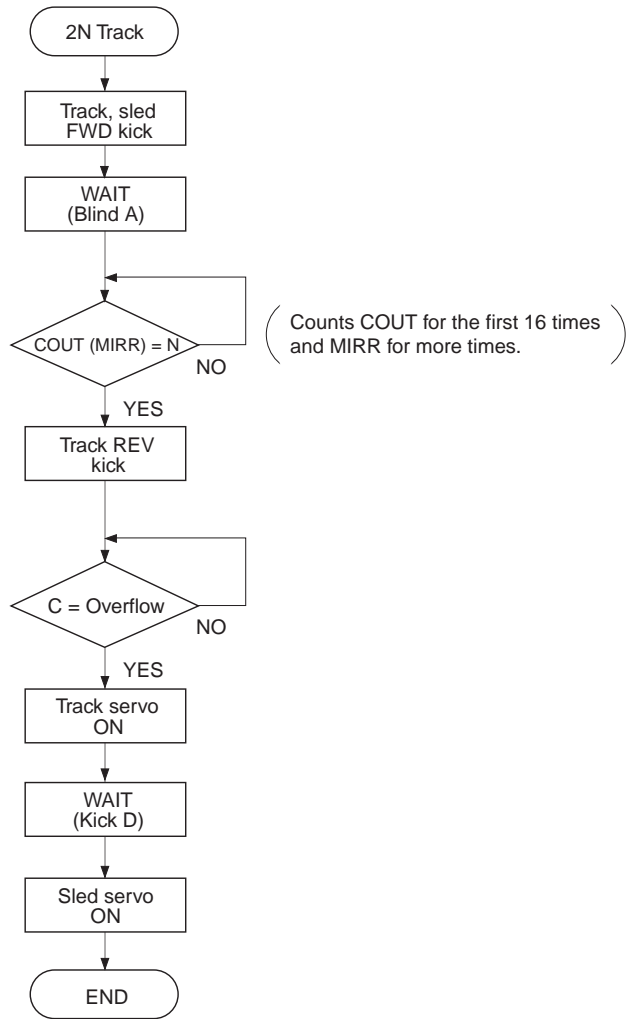 2N Track
Track, sled
FWD kick
WAIT
(Blind A)
COUT (MIRR) = N
NO
(Counts COUT for the first 16 times
and MIRR for more times.)
YES
Track REV
kick
C = Overflow
NO
YES
Track servo
ON
WAIT
(Kick D)
Sled servo
ON
END